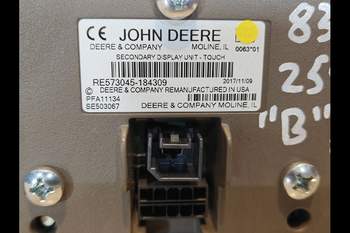 CE JOHN DEERE
DEERE & COMPANY MOLINE, IL 0063*01
SECONDARY DISPLAY UNIT - TOUCH
RE573045-184309 2017/11/09
© DEERE & COMPANY REMANUFACTURED IN USA
PFA11134
SE503067
DEERE & COMPANY MOLINE, IL
83
25
"B"